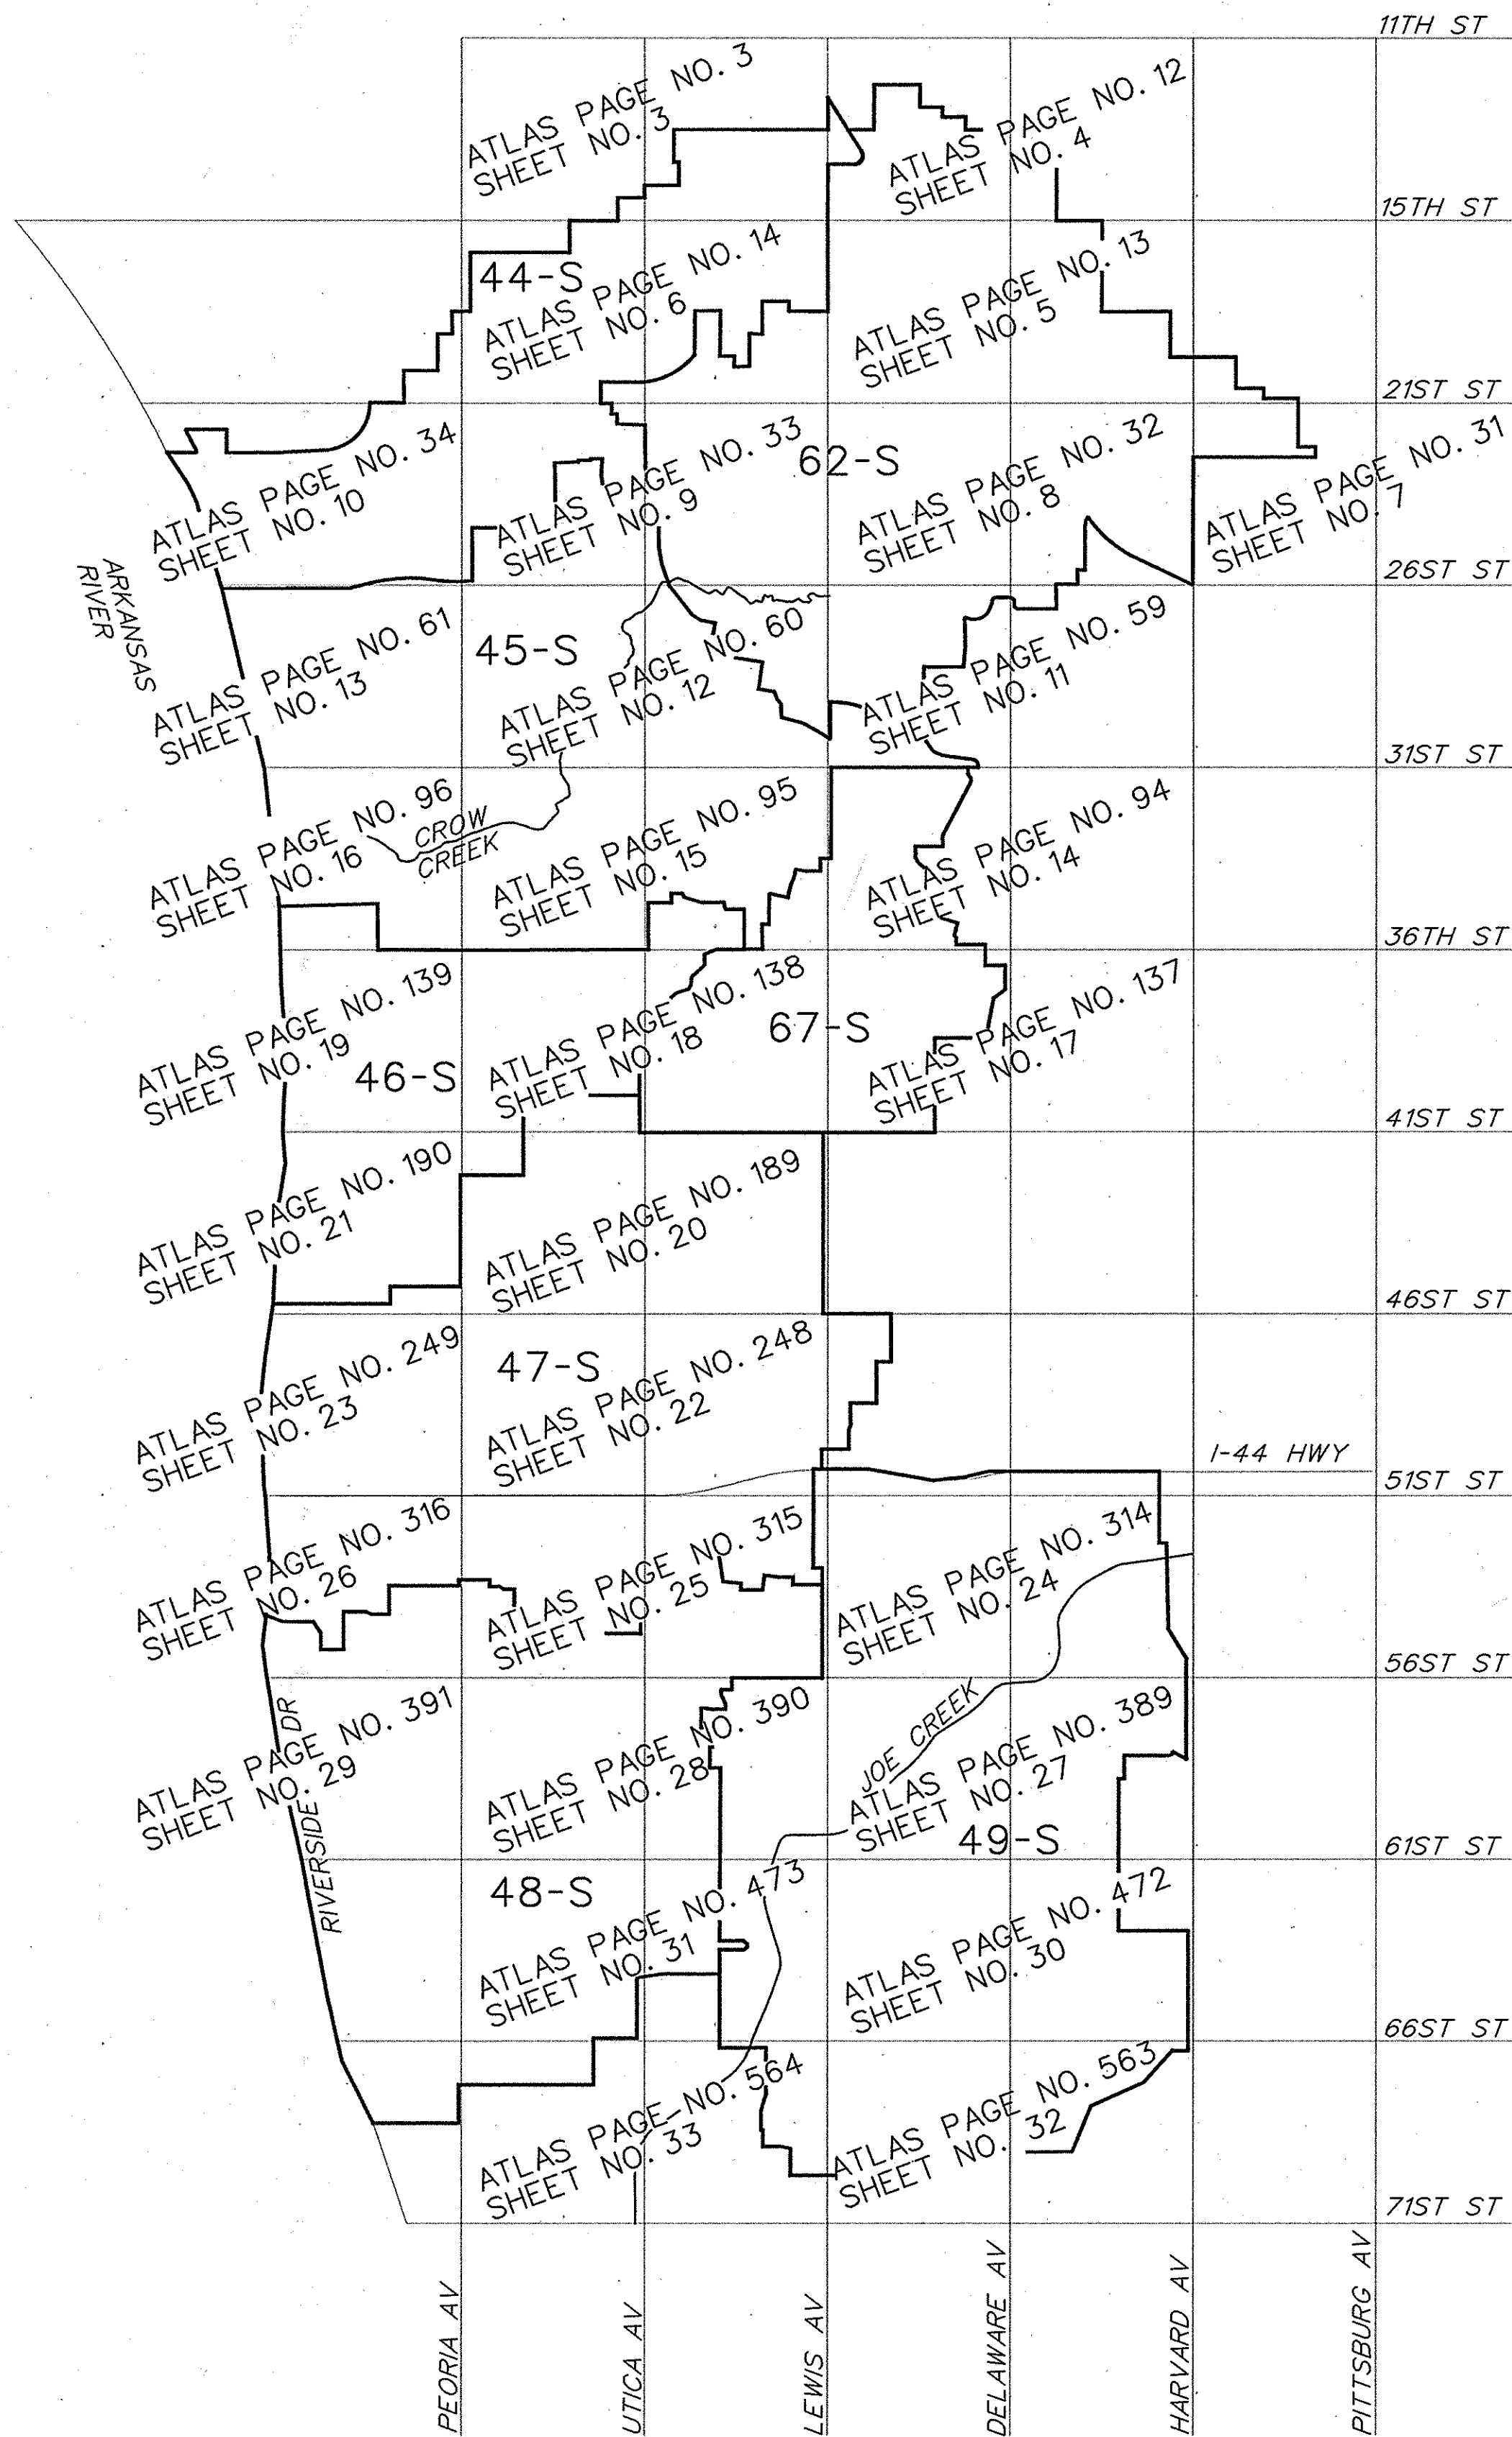 11TH ST
ATLAS PAGE NO. 3
SHEET NO. 3
ATLAS PAGE NO. 12
SHEET NO. 4
15TH ST
44-S
ATLAS PAGE NO. 14
SHEET NO. 6
ATLAS PAGE NO. 13
SHEET NO. 5
21ST ST
ATLAS PAGE NO. 34
SHEET NO. 10
ATLAS PAGE NO. 33
SHEET NO. 9
62-S
ATLAS PAGE NO. 32
SHEET NO. 8
ATLAS PAGE NO. 31
SHEET NO. 7
26ST ST
ARKANSAS
RIVER
ATLAS PAGE NO. 61
SHEET NO. 13
45-S
ATLAS PAGE NO. 60
SHEET NO. 12
ATLAS PAGE NO. 59
SHEET NO. 11
31ST ST
ATLAS PAGE NO. 96
SHEET NO. 16
CROW
CREEK
ATLAS PAGE NO. 95
SHEET NO. 15
ATLAS PAGE NO. 94
SHEET NO. 14
36TH ST
ATLAS PAGE NO. 139
SHEET NO. 19
46-S
ATLAS PAGE NO. 138
SHEET NO. 18
67-S
ATLAS PAGE NO. 137
SHEET NO. 17
41ST ST
ATLAS PAGE NO. 190
SHEET NO. 21
ATLAS PAGE NO. 189
SHEET NO. 20
46ST ST
ATLAS PAGE NO. 249
SHEET NO. 23
47-S
ATLAS PAGE NO. 248
SHEET NO. 22
I-44 HWY
51ST ST
ATLAS PAGE NO. 316
SHEET NO. 26
ATLAS PAGE NO. 315
SHEET NO. 25
ATLAS PAGE NO. 314
SHEET NO. 24
56ST ST
ATLAS PAGE NO. 391
SHEET NO. 29
RIVERSIDE DR
ATLAS PAGE NO. 390
SHEET NO. 28
JOE CREEK
ATLAS PAGE NO. 389
SHEET NO. 27
49-S
61ST ST
48-S
ATLAS PAGE NO. 473
SHEET NO. 31
ATLAS PAGE NO. 472
SHEET NO. 30
66ST ST
ATLAS PAGE NO. 564
SHEET NO. 33
ATLAS PAGE NO. 563
SHEET NO. 32
71ST ST
PEORIA AV
UTICA AV
LEWIS AV
DELAWARE AV
HARVARD AV
PITTSBURG AV